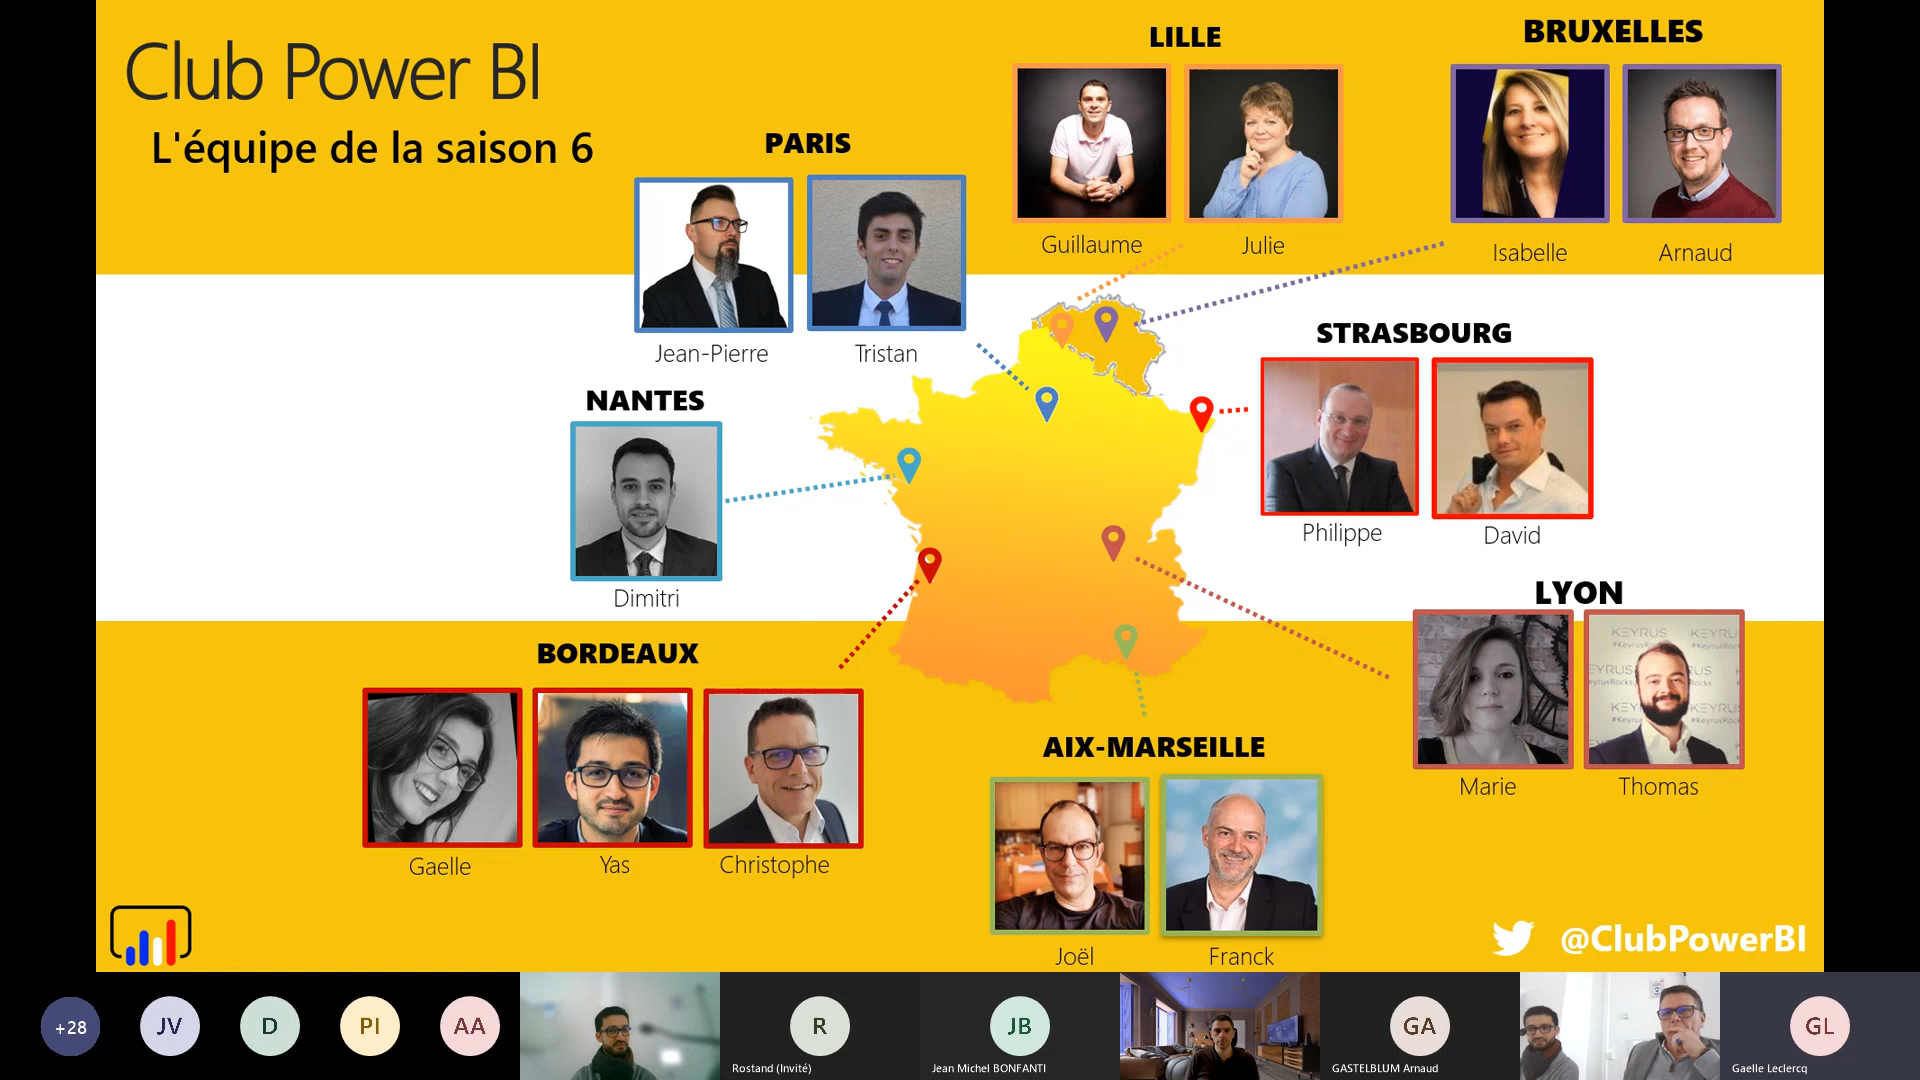 Club Power BI
L'équipe de la saison 6
LILLE
BRUXELLES
PARIS
Guillaume
Julie
Isabelle
Arnaud
Jean-Pierre
Tristan
STRASBOURG
NANTES
Philippe
David
Dimitri
LYON
BORDEAUX
KEYRUS
#KeyrusRocks
Marie
Thomas
AIX-MARSEILLE
Gaelle
Yas
Christophe
Joël
Franck
@ClubPowerBI
+28
JV
D
PI
AA
R
Rostand (Invité)
JB
Jean Michel BONFANTI
GA
GASTELBLUM Arnaud
GL
Gaelle Leclercq